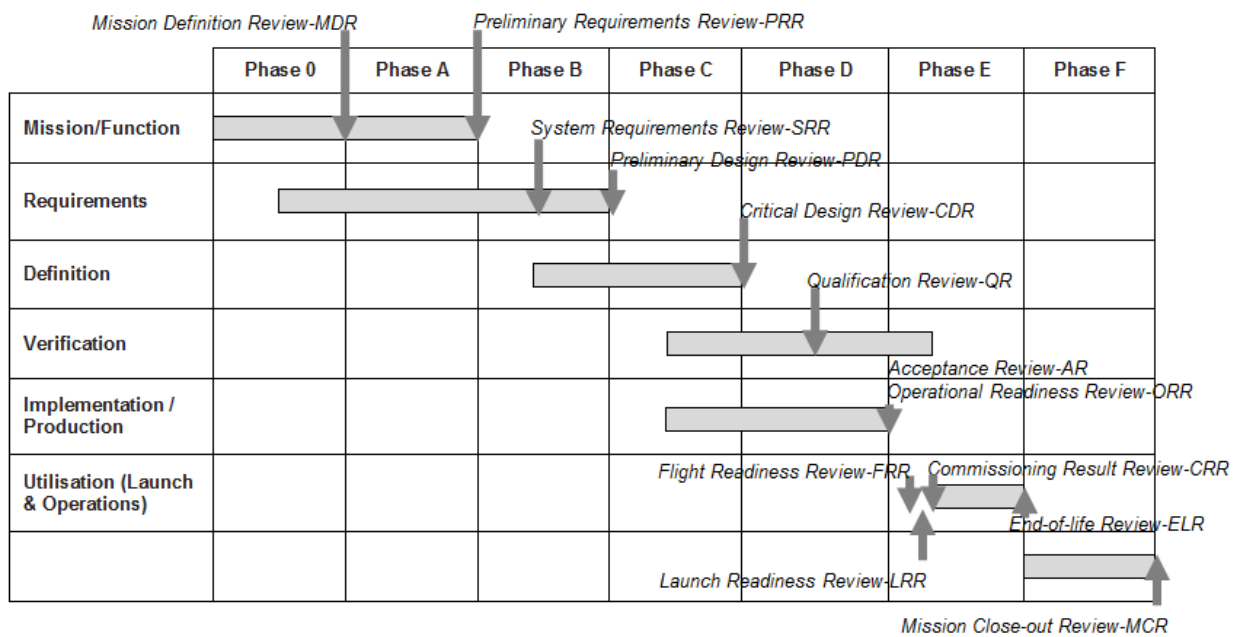 Mission Definition Review-MDR
Preliminary Requirements Review-PRR
Phase 0
Phase A
Phase B
Phase C
Phase D
Phase E
Phase F
Mission/Function
System Requirements Review-SRR
Preliminary Design Review-PDR
Requirements
Critical Design Review-CDR
Definition
Qualification Review-QR
Verification
Acceptance Review-AR
Operational Readiness Review-ORR
Implementation /
Production
Flight Readiness Review-FRR
Commissioning Result Review-CRR
Utilisation (Launch
& Operations)
End-of-life Review-ELR
Launch Readiness Review-LRR
Mission Close-out Review-MCR